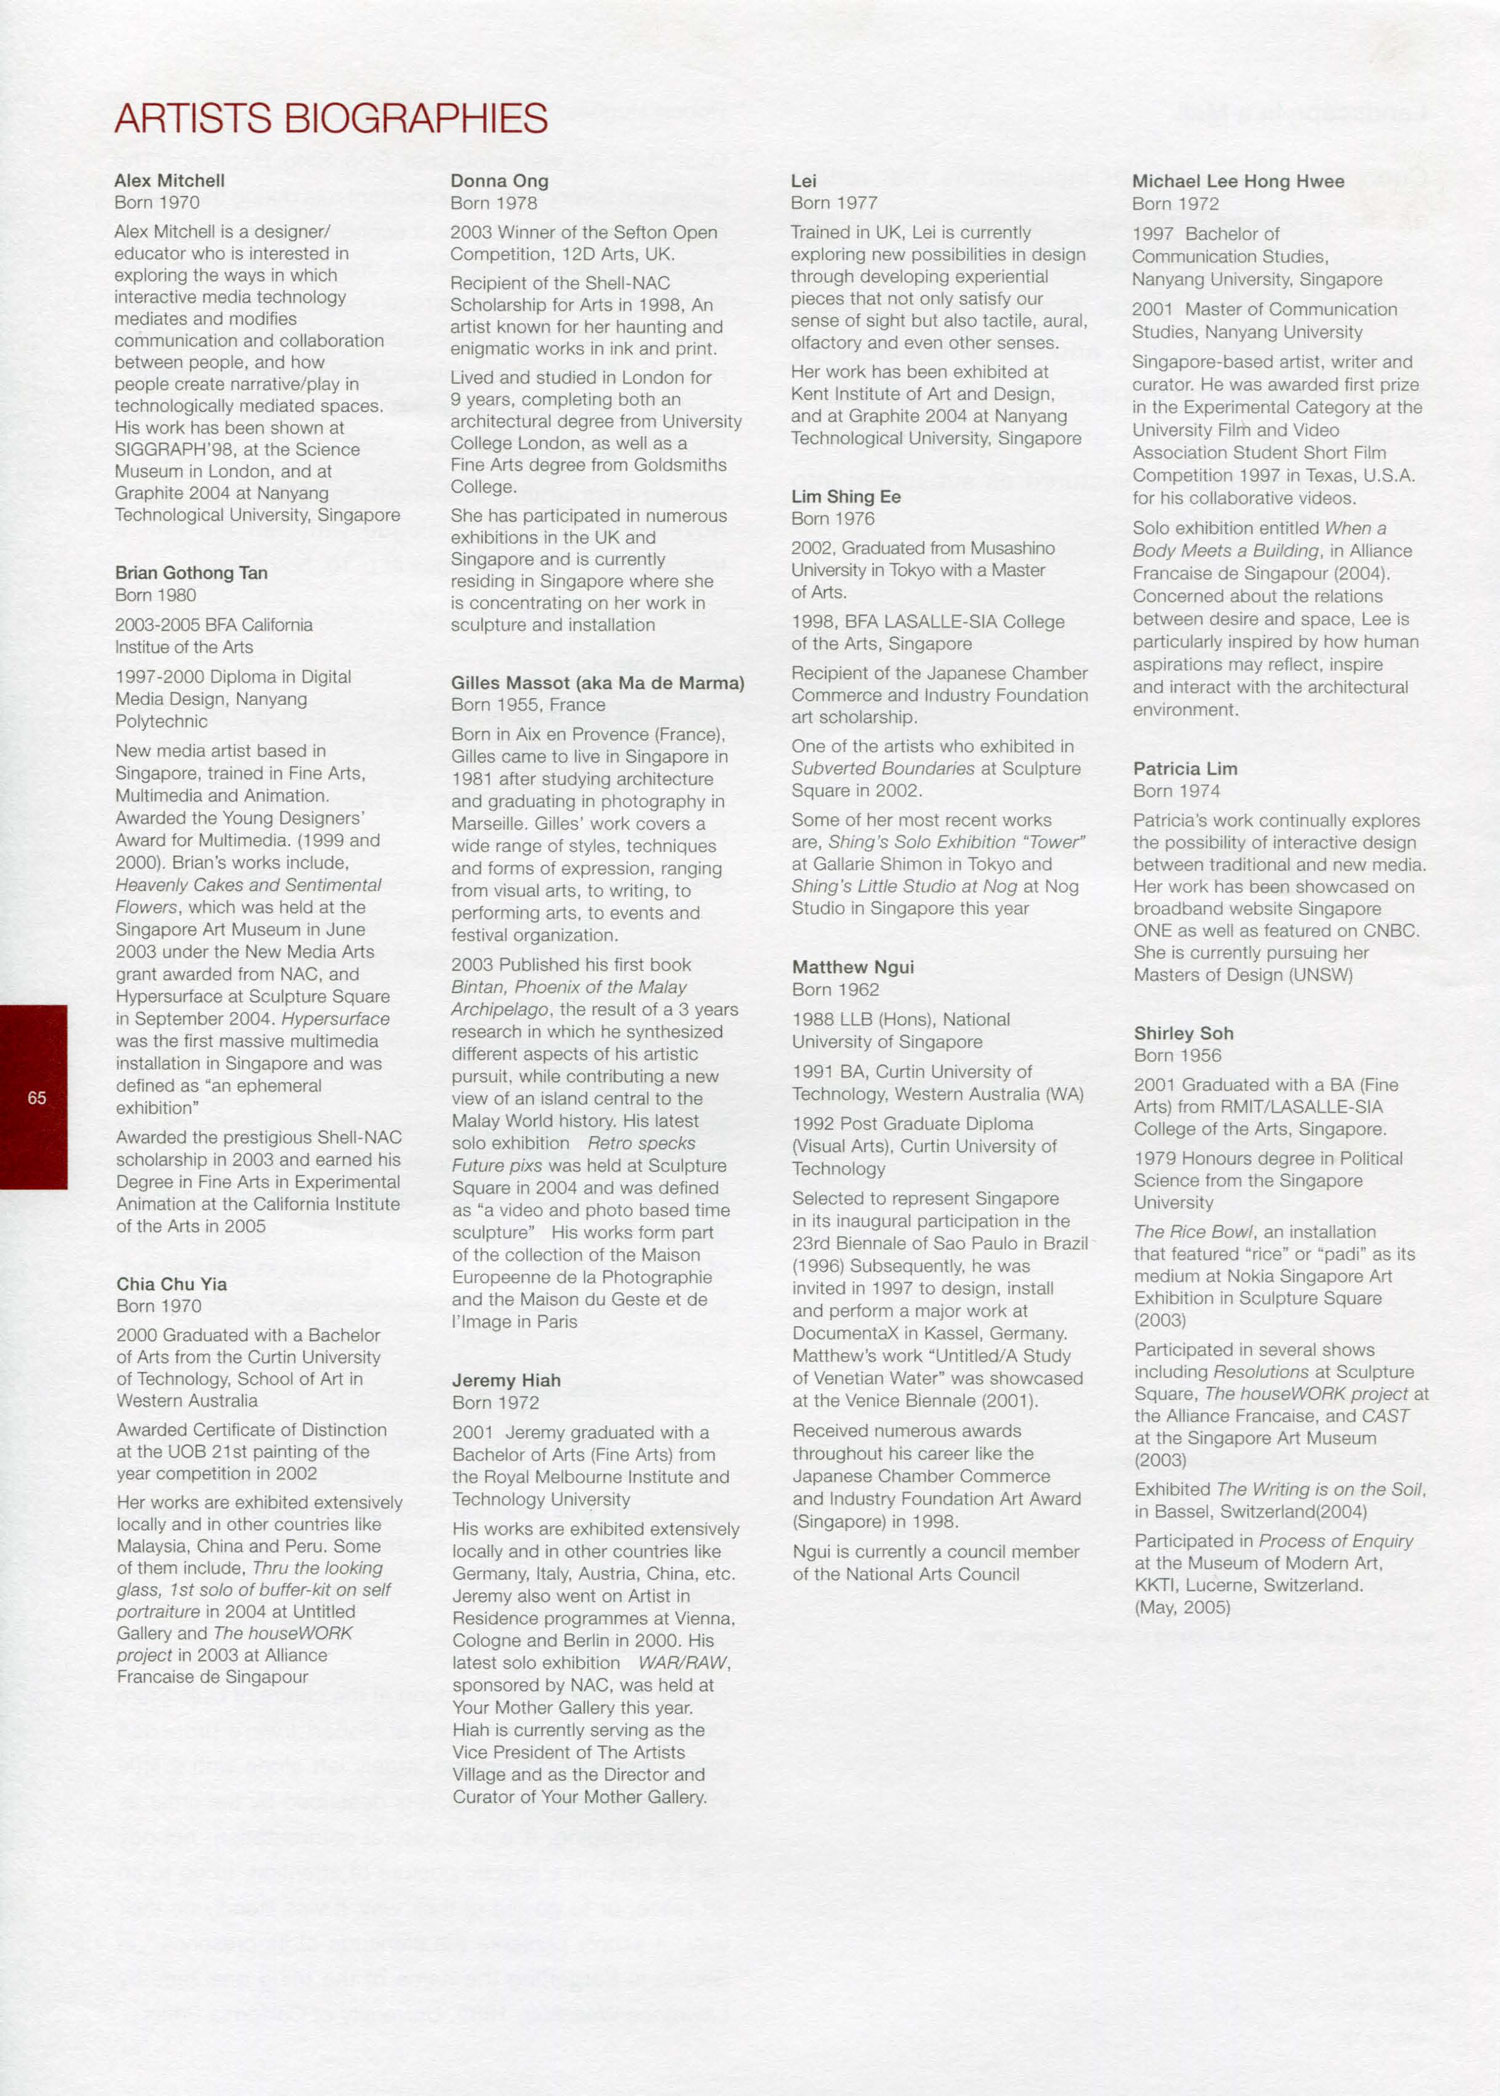 ARTISTS BIOGRAPHIES
Alex Mitchell
Born 1970
Alex Mitchell is a designer/
educator who is interested in
exploring the ways in which
interactive media technology
mediates and modifies
communication and collaboration
between people, and how
people create narrative/play in
technologically mediated spaces.
His work has been shown at
SIGGRAPH'98, at the Science
Museum in London, and at
Graphite 2004 at Nanyang
Technological University, Singapore
Brian Gothong Tan
Born 1980
2003-2005 BFA California
Institue of the Arts
1997-2000 Diploma in Digital
Media Design, Nanyang
Polytechnic
New media artist based in
Singapore, trained in Fine Arts,
Multimedia and Animation.
Awarded the Young Designers'
Award for Multimedia. (1999 and
2000). Brian's works include,
Heavenly Cakes and Sentimental
Flowers, which was held at the
Singapore Art Museum in June
2003 under the New Media Arts
grant awarded from NAC, and
Hypersurface at Sculpture Square
in September 2004. Hypersurface
was the first massive multimedia
installation in Singapore and was
defined as “an ephemeral
exhibition”
Awarded the prestigious Shell-NAC
scholarship in 2003 and earned his
Degree in Fine Arts in Experimental
Animation at the California Institute
of the Arts in 2005
Chia Chu Yia
Born 1970
2000 Graduated with a Bachelor
of Arts from the Curtin University
of Technology, School of Art in
Western Australia
Awarded Certificate of Distinction
at the UOB 21st painting of the
year competition in 2002
Her works are exhibited extensively
locally and in other countries like
Malaysia, China and Peru. Some
of them include, Thru the looking
glass, 1st solo of buffer-kit on self
portraiture in 2004 at Untitled
Gallery and The houseWORK
project in 2003 at Alliance
Francaise de Singapour
Donna Ong
Born 1978
2003 Winner of the Sefton Open
Competition, 12D Arts, UK.
Recipient of the Shell-NAC
Scholarship for Arts in 1998, An
artist known for her haunting and
enigmatic works in ink and print.
Lived and studied in London for
9 years, completing both an
architectural degree from University
College London, as well as a
Fine Arts degree from Goldsmiths
College.
She has participated in numerous
exhibitions in the UK and
Singapore and is currently
residing in Singapore where she
is concentrating on her work in
sculpture and installation
Gilles Massot (aka Ma de Marma)
Born 1955, France
Born in Aix en Provence (France),
Gilles came to live in Singapore in
1981 after studying architecture
and graduating in photography in
Marseille. Gilles' work covers a
wide range of styles, techniques
and forms of expression, ranging
from visual arts, to writing, to
performing arts, to events and
festival organization.
2003 Published his first book
Bintan, Phoenix of the Malay
Archipelago, the result of a 3 years
research in which he synthesized
different aspects of his artistic
pursuit, while contributing a new
view of an island central to the
Malay World history. His latest
solo exhibition Retro specks
Future pixs was held at Sculpture
Square in 2004 and was defined
as “a video and photo based time
sculpture” His works form part
of the collection of the Maison
Europeenne de la Photographie
and the Maison du Geste et de
l'Image in Paris
Jeremy Hiah
Born 1972
2001 Jeremy graduated with a
Bachelor of Arts (Fine Arts) from
the Royal Melbourne Institute and
Technology University
His works are exhibited extensively
locally and in other countries like
Germany, Italy, Austria, China, etc.
Jeremy also went on Artist in
Residence programmes at Vienna,
Cologne and Berlin in 2000. His
latest solo exhibition WAR/RAW,
sponsored by NAC, was held at
Your Mother Gallery this year.
Hiah is currently serving as the
Vice President of The Artists
Village and as the Director and
Curator of Your Mother Gallery.
Lei
Born 1977
Trained in UK, Lei is currently
exploring new possibilities in design
through developing experiential
pieces that not only satisfy our
sense of sight but also tactile, aural,
olfactory and even other senses.
Her work has been exhibited at
Kent Institute of Art and Design,
and at Graphite 2004 at Nanyang
Technological University, Singapore
Lim Shing Ee
Born 1976
2002, Graduated from Musashino
University in Tokyo with a Master
of Arts.
1998, BFA LASALLE-SIA College
of the Arts, Singapore
Recipient of the Japanese Chamber
Commerce and Industry Foundation
art scholarship.
One of the artists who exhibited in
Subverted Boundaries at Sculpture
Square in 2002.
Some of her most recent works
are, Shing's Solo Exhibition “Tower”
at Gallarie Shimon in Tokyo and
Shing's Little Studio at Nog at Nog
Studio in Singapore this year
Matthew Ngui
Born 1962
1988 LLB (Hons), National
University of Singapore
1991 BA, Curtin University of
Technology, Western Australia (WA)
1992 Post Graduate Diploma
(Visual Arts), Curtin University of
Technology
Selected to represent Singapore
in its inaugural participation in the
23rd Biennale of Sao Paulo in Brazil
(1996) Subsequently, he was
invited in 1997 to design, install
and perform a major work at
DocumentaX in Kassel, Germany.
Matthew's work “Untitled/A Study
of Venetian Water” was showcased
at the Venice Biennale (2001).
Received numerous awards
throughout his career like the
Japanese Chamber Commerce
and Industry Foundation Art Award
(Singapore) in 1998.
Ngui is currently a council member
of the National Arts Council
Michael Lee Hong Hwee
Born 1972
1997 Bachelor of
Communication Studies,
Nanyang University, Singapore
2001 Master of Communication
Studies, Nanyang University
Singapore-based artist, writer and
curator. He was awarded first prize
in the Experimental Category at the
University Film and Video
Association Student Short Film
Competition 1997 in Texas, U.S.A.
for his collaborative videos.
Solo exhibition entitled When a
Body Meets a Building, in Alliance
Francaise de Singapour (2004).
Concerned about the relations
between desire and space, Lee is
particularly inspired by how human
aspirations may reflect, inspire
and interact with the architectural
environment.
Patricia Lim
Born 1974
Patricia's work continually explores
the possibility of interactive design
between traditional and new media.
Her work has been showcased on
broadband website Singapore
ONE as well as featured on CNBC.
She is currently pursuing her
Masters of Design (UNSW)
Shirley Soh
Born 1956
2001 Graduated with a BA (Fine
Arts) from RMIT/LASALLE-SIA
College of the Arts, Singapore.
1979 Honours degree in Political
Science from the Singapore
University
The Rice Bowl, an installation
that featured “rice” or “padi” as its
medium at Nokia Singapore Art
Exhibition in Sculpture Square
(2003)
Participated in several shows
including Resolutions at Sculpture
Square, The houseWORK project at
the Alliance Francaise, and CAST
at the Singapore Art Museum
(2003)
Exhibited The Writing is on the Soil,
in Bassel, Switzerland(2004)
Participated in Process of Enquiry
at the Museum of Modern Art,
KKTI, Lucerne, Switzerland.
(May, 2005)
65